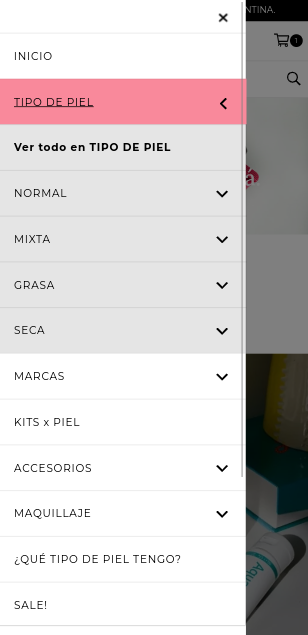 NTINA.
INICIO
1
TIPO DE PIEL
Ver todo en TIPO DE PIEL
NORMAL
MIXTA
GRASA
SECA
MARCAS
KITS x PIEL
ACCESORIOS
MAQUILLAJE
¿QUÉ TIPO DE PIEL TENGO?
SALE!